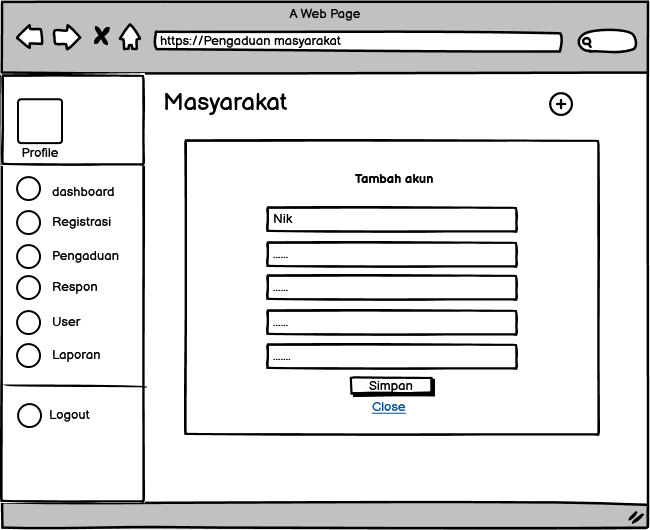 A Web Page
https://Pengaduan masyarakat
Profile
dashboard
Registrasi
Pengaduan
Respon
User
Laporan
Logout
Masyarakat
Tambah akun
Nik
......
......
......
.......
Simpan
Close